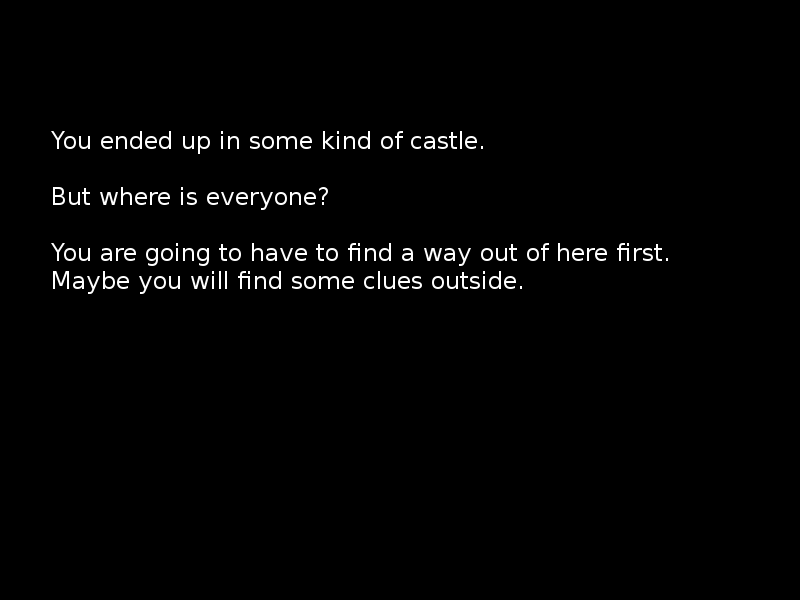 You ended up in some kind of castle.
But where is everyone?
You are going to have to find a way out of here first.
Maybe you will find some clues outside.